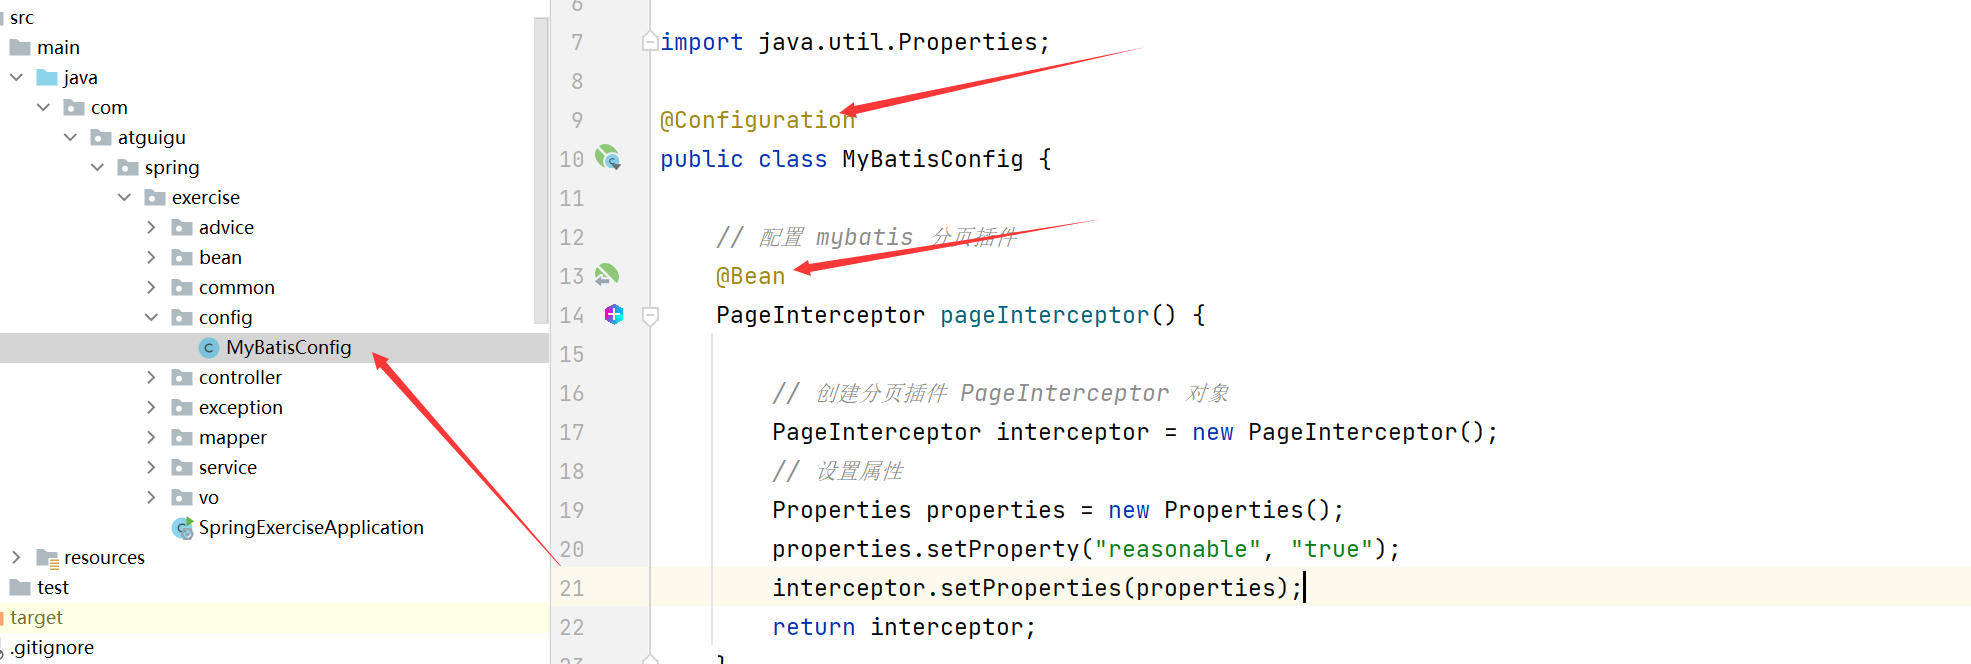 src
main
java
com
atguigu
spring
exercise
advice
bean
common
config
MyBatisConfig
controller
exception
mapper
service
vo
SpringExerciseApplication
resources
test
target
.gitignore
6
7 import java.util.Properties;
8
9 @Configuration
10 public class MyBatisConfig {
11
12 // 配置 mybatis 分页插件
13 @Bean
14 PageInterceptor pageInterceptor() {
15
16 // 创建分页插件 PageInterceptor 对象
17 PageInterceptor interceptor = new PageInterceptor();
18 // 设置属性
19 Properties properties = new Properties();
20 properties.setProperty("reasonable", "true");
21 interceptor.setProperties(properties);
22 return interceptor;
23 }